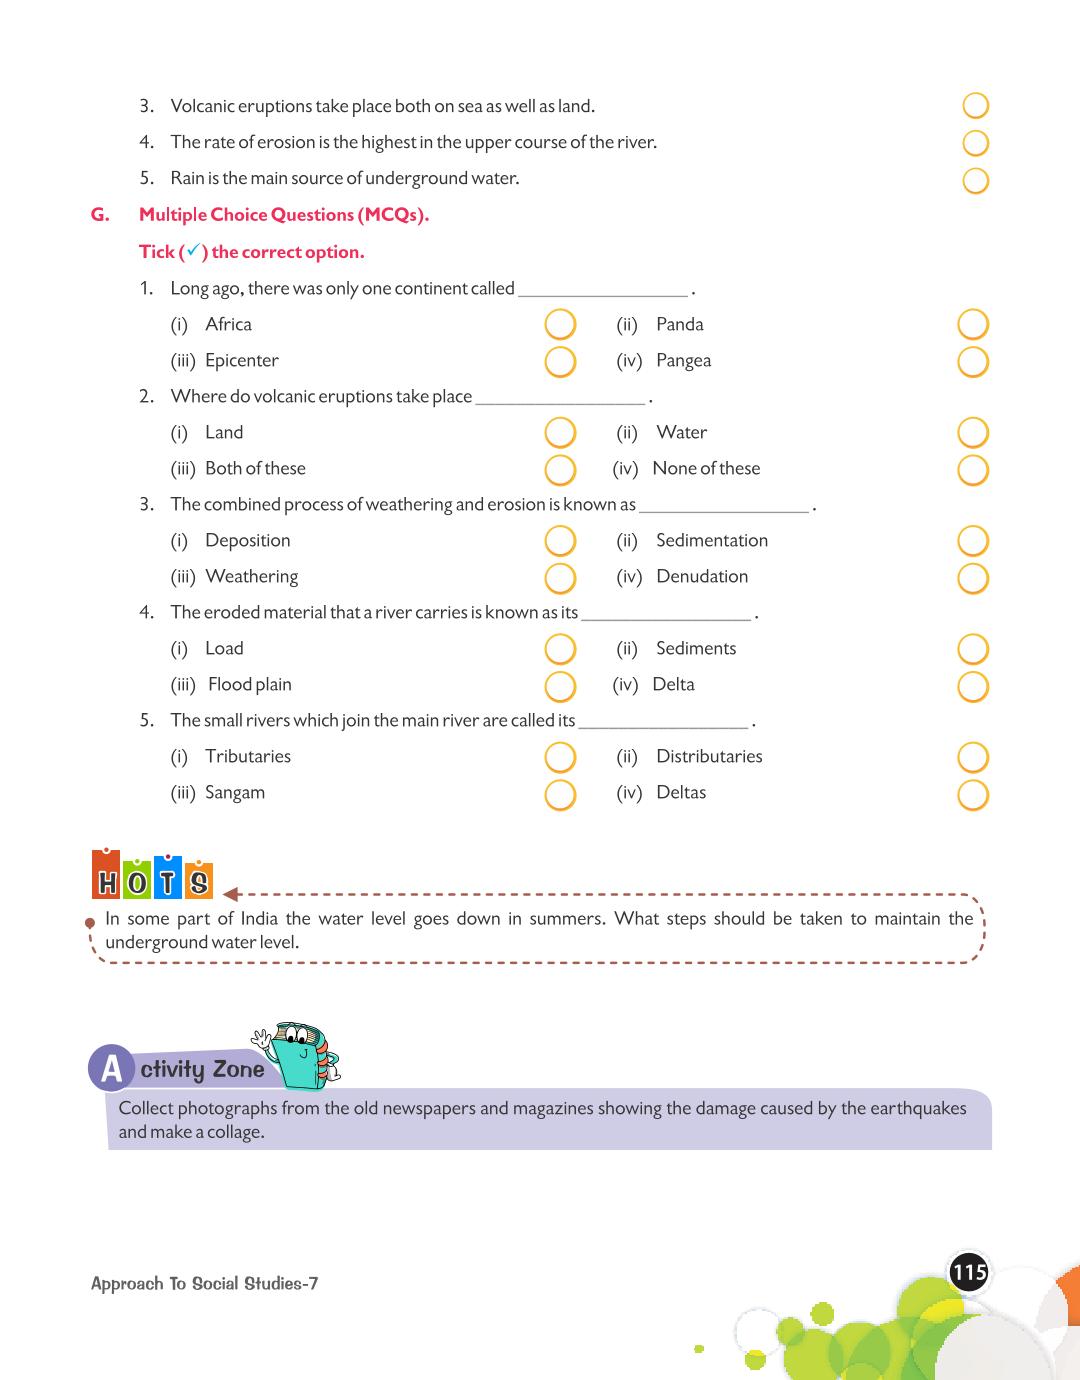 3. Volcanic eruptions take place both on sea as well as land.
4. The rate of erosion is the highest in the upper course of the river.
5. Rain is the main source of underground water.
G. Multiple Choice Questions (MCQs).
Tick (✓) the correct option.
1. Long ago, there was only one continent called _________________ .
(i) Africa (ii) Panda
(iii) Epicenter (iv) Pangea
2. Where do volcanic eruptions take place _________________ .
(i) Land (ii) Water
(iii) Both of these (iv) None of these
3. The combined process of weathering and erosion is known as _________________ .
(i) Deposition (ii) Sedimentation
(iii) Weathering (iv) Denudation
4. The eroded material that a river carries is known as its _________________ .
(i) Load (ii) Sediments
(iii) Flood plain (iv) Delta
5. The small rivers which join the main river are called its _________________ .
(i) Tributaries (ii) Distributaries
(iii) Sangam (iv) Deltas
HOTS
In some part of India the water level goes down in summers. What steps should be taken to maintain the
underground water level.
Activity Zone
Collect photographs from the old newspapers and magazines showing the damage caused by the earthquakes
and make a collage.
Approach To Social Studies-7
115